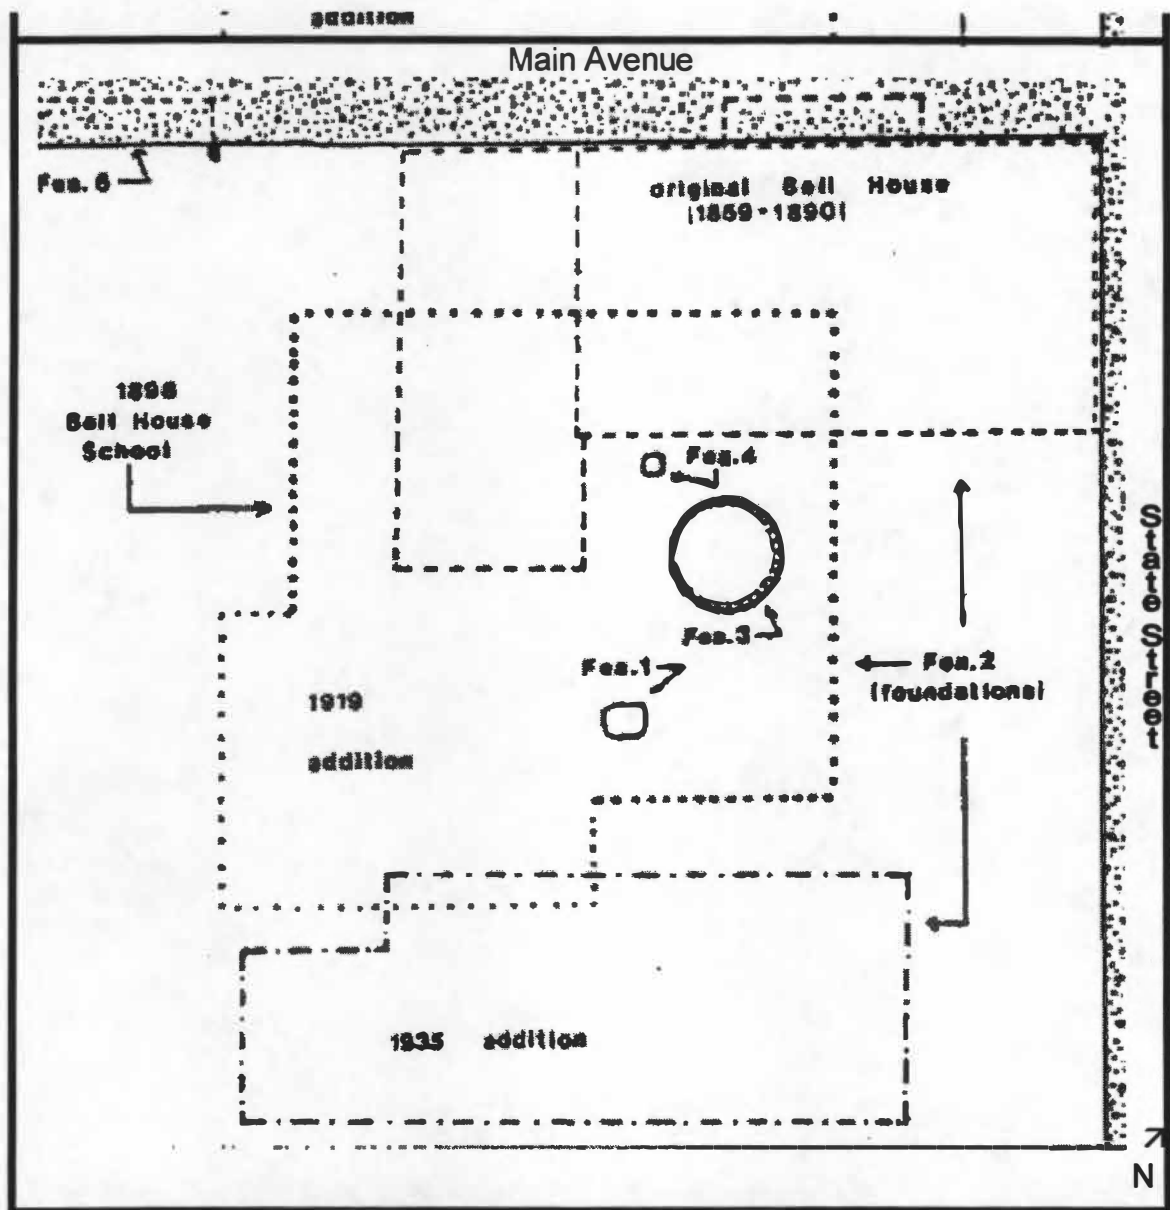 addition
Main Avenue
Fea. 5
original Bell House
(1859-1890)
1896
Bell House
School
Fea. 4
Fea. 3
Fea. 1
Fea. 2
(foundations)
State Street
1919
addition
1935 addition
N